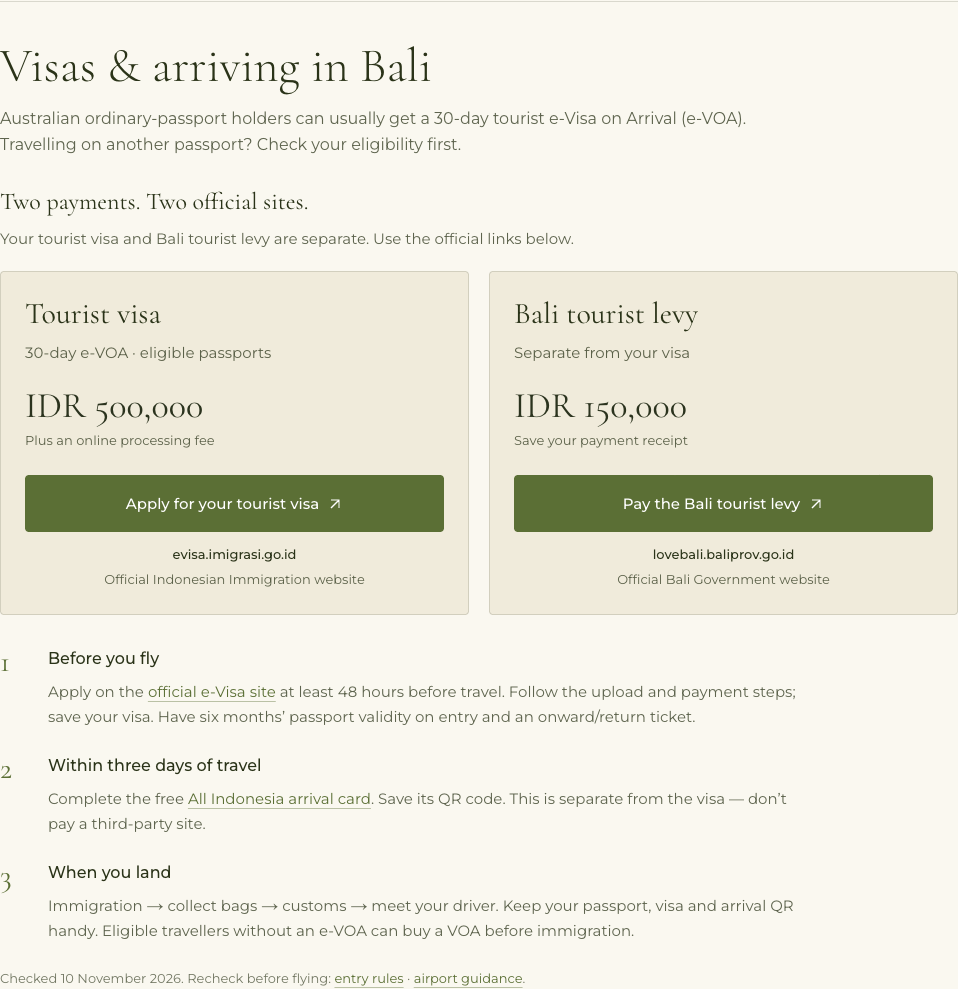 Visas & arriving in Bali
Australian ordinary-passport holders can usually get a 30-day tourist e-Visa on Arrival (e-VOA).
Travelling on another passport? Check your eligibility first.
Two payments. Two official sites.
Your tourist visa and Bali tourist levy are separate. Use the official links below.
Tourist visa
30-day e-VOA · eligible passports
IDR 500,000
Plus an online processing fee
Apply for your tourist visa ↗
evisa.imigrasi.go.id
Official Indonesian Immigration website
Bali tourist levy
Separate from your visa
IDR 150,000
Save your payment receipt
Pay the Bali tourist levy ↗
lovebali.baliprov.go.id
Official Bali Government website
1
Before you fly
Apply on the official e-Visa site at least 48 hours before travel. Follow the upload and payment steps;
save your visa. Have six months’ passport validity on entry and an onward/return ticket.
2
Within three days of travel
Complete the free All Indonesia arrival card. Save its QR code. This is separate from the visa — don’t
pay a third-party site.
3
When you land
Immigration → collect bags → customs → meet your driver. Keep your passport, visa and arrival QR
handy. Eligible travellers without an e-VOA can buy a VOA before immigration.
Checked 10 November 2026. Recheck before flying: entry rules · airport guidance.